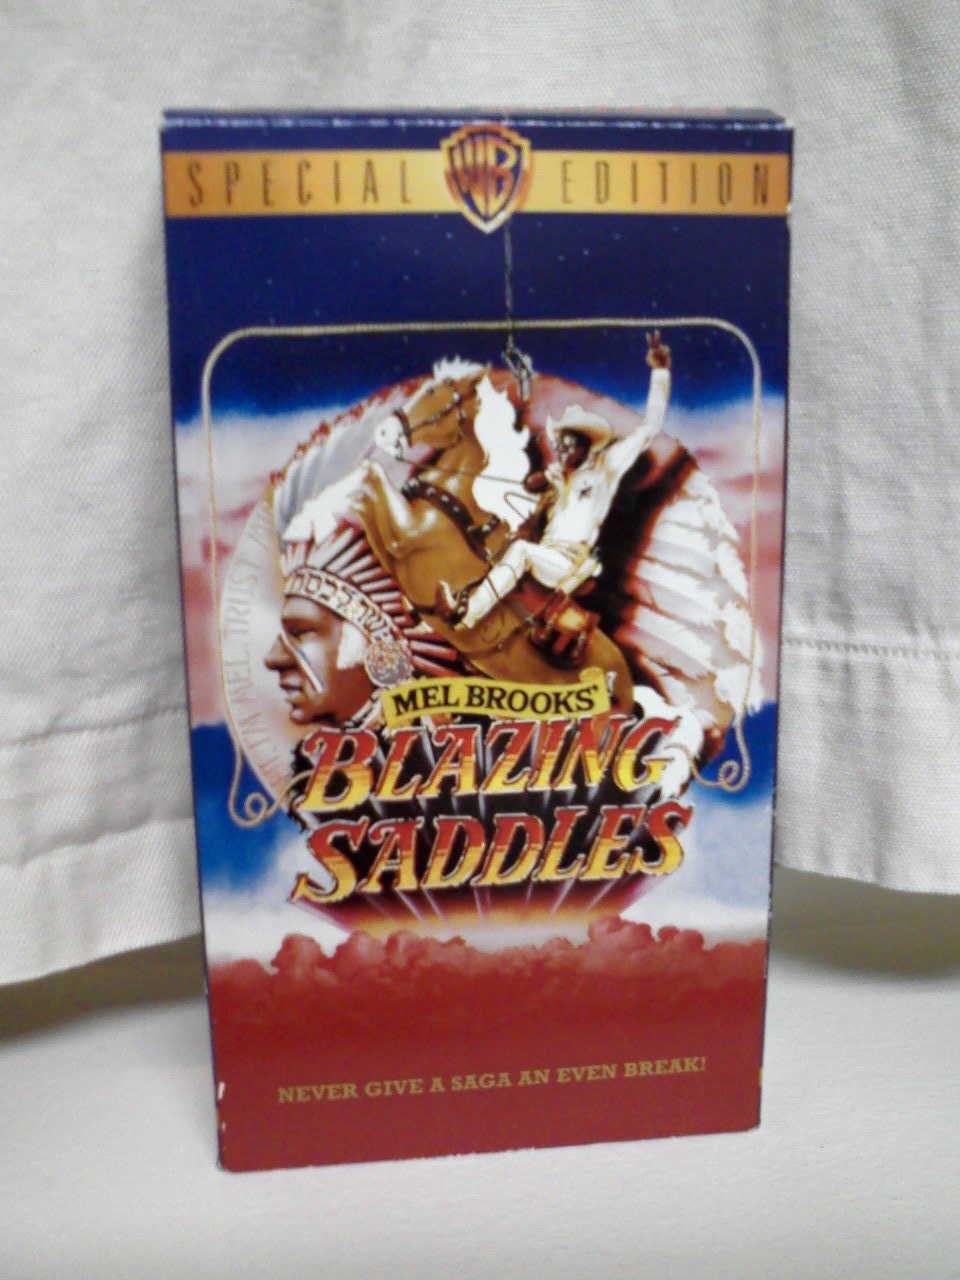 SPECIAL WB EDITION
MEL BROOKS'
BLAZING
SADDLES
NEVER GIVE A SAGA AN EVEN BREAK!